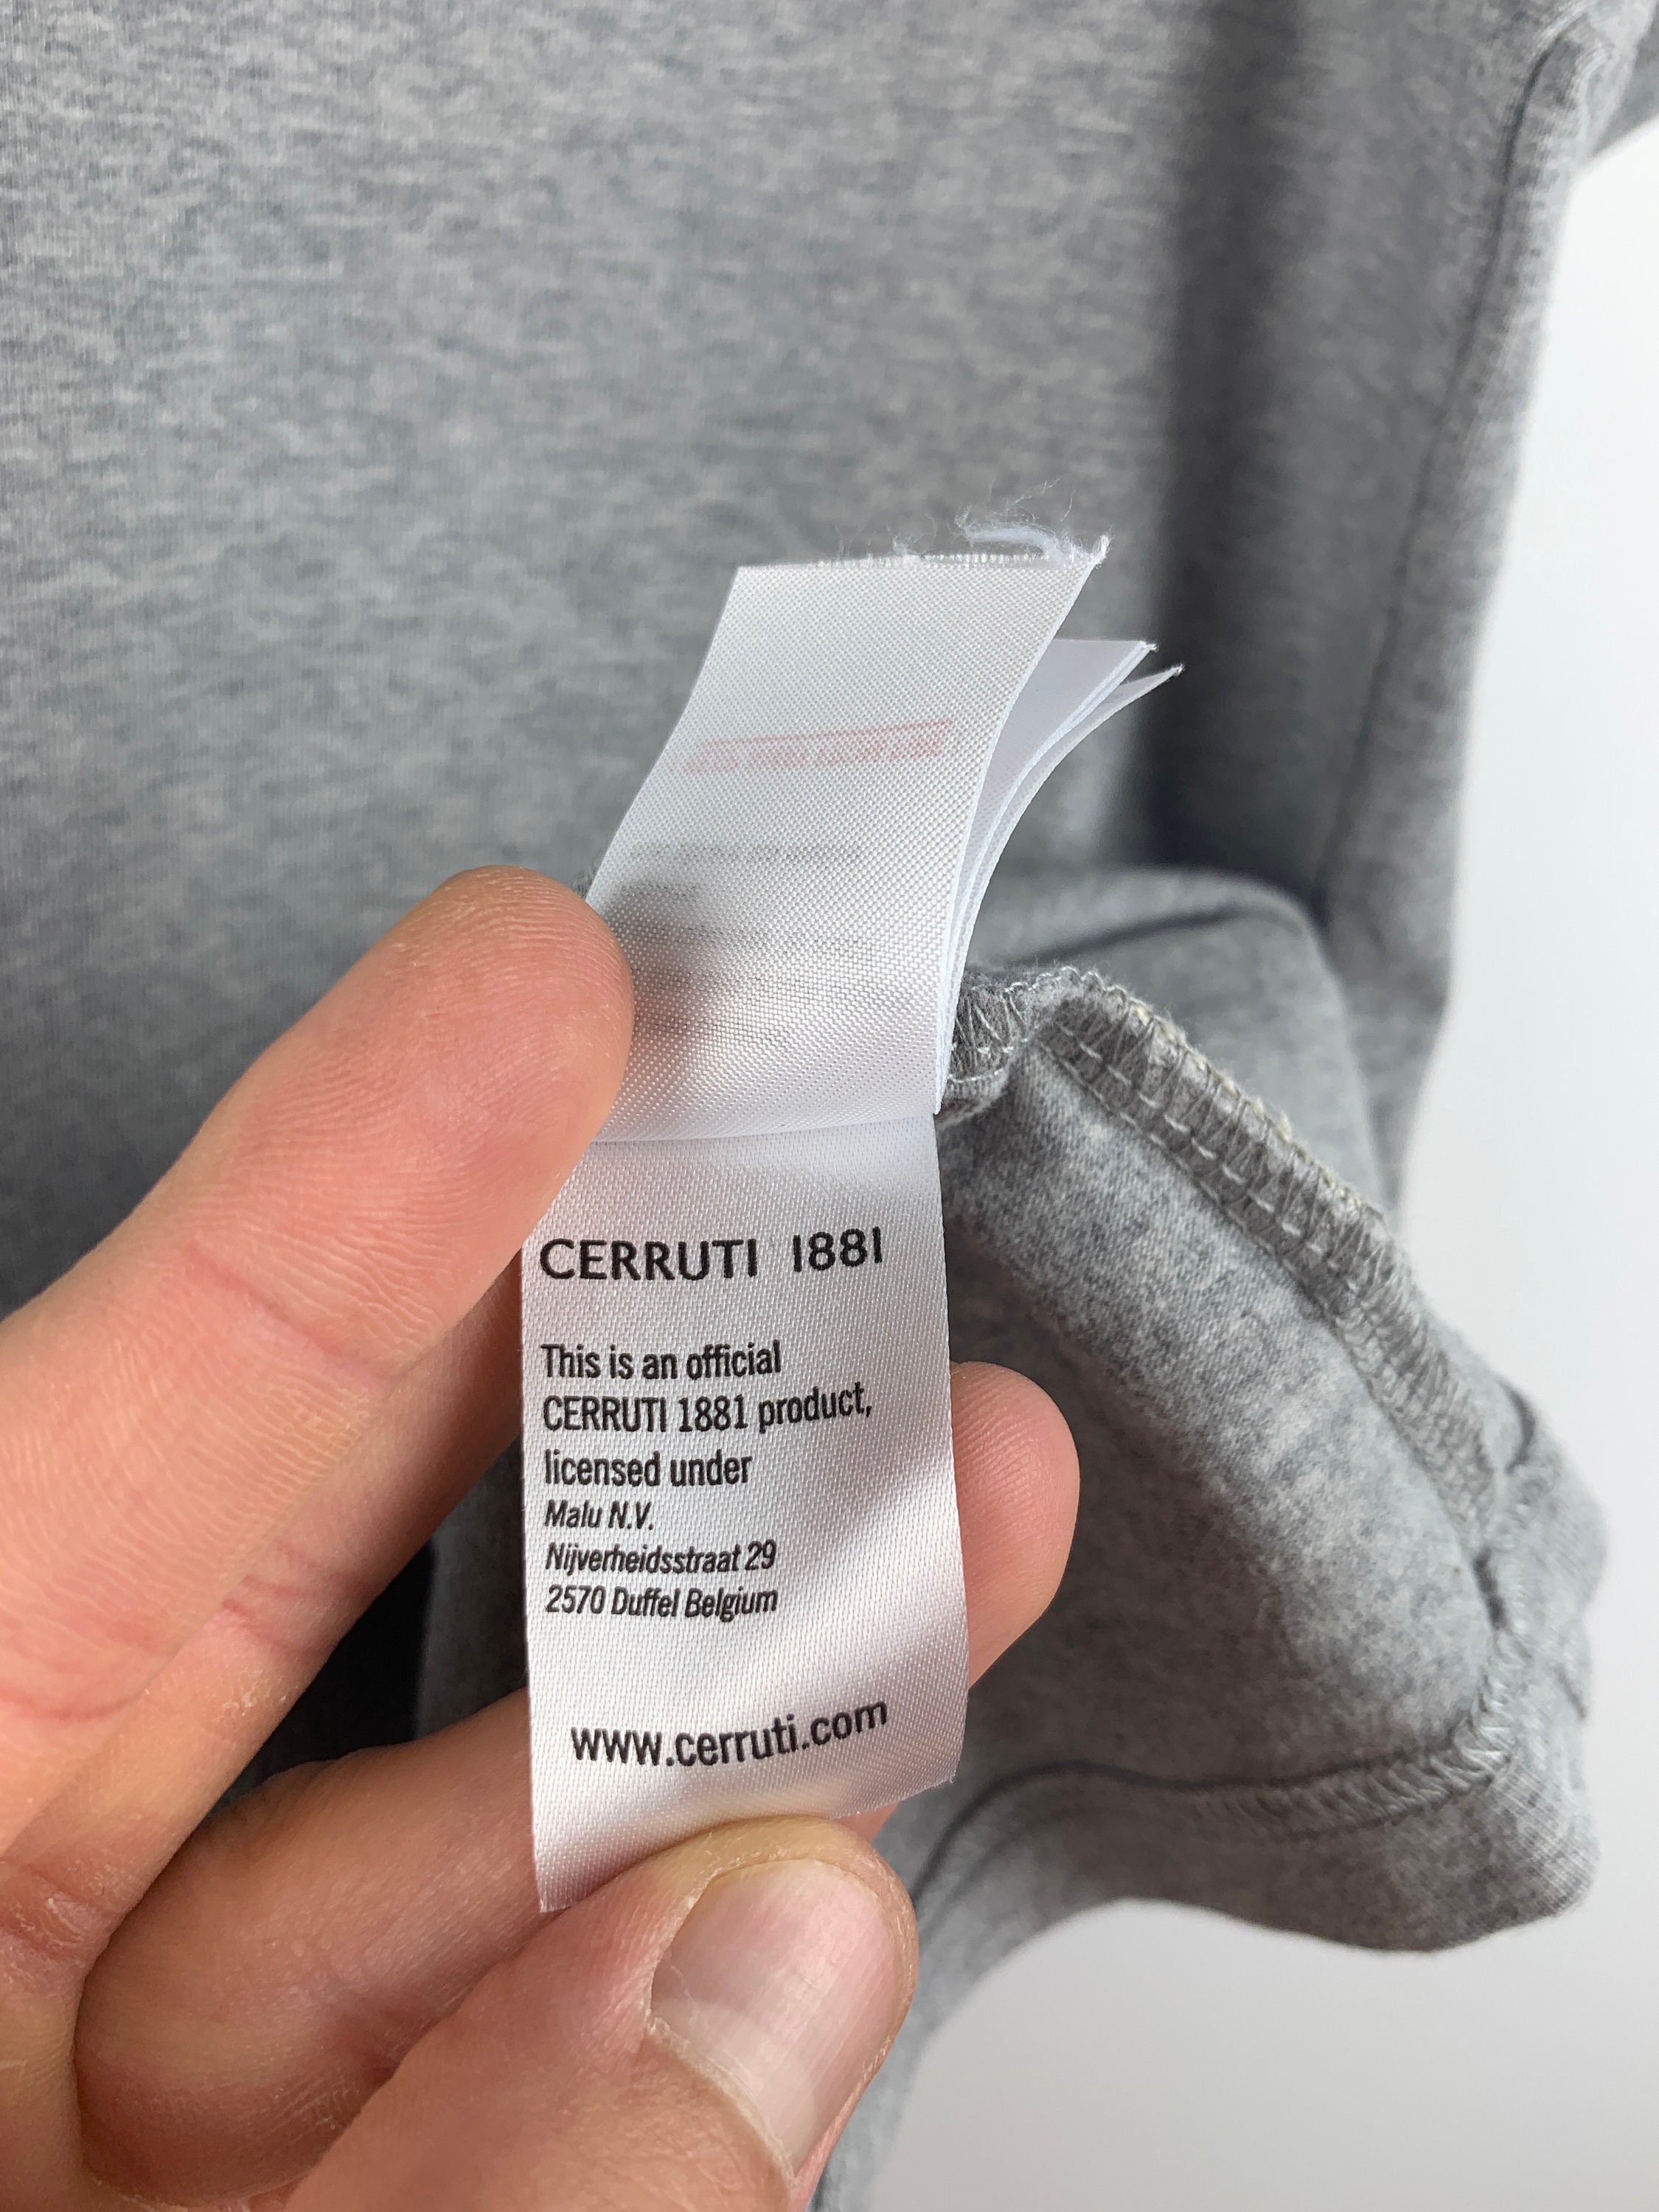 CERRUTI 1881
This is an official
CERRUTI 1881 product,
licensed under
Malu N.V.
Nijverheidsstraat 29
2570 Duffel Belgium
www.cerruti.com